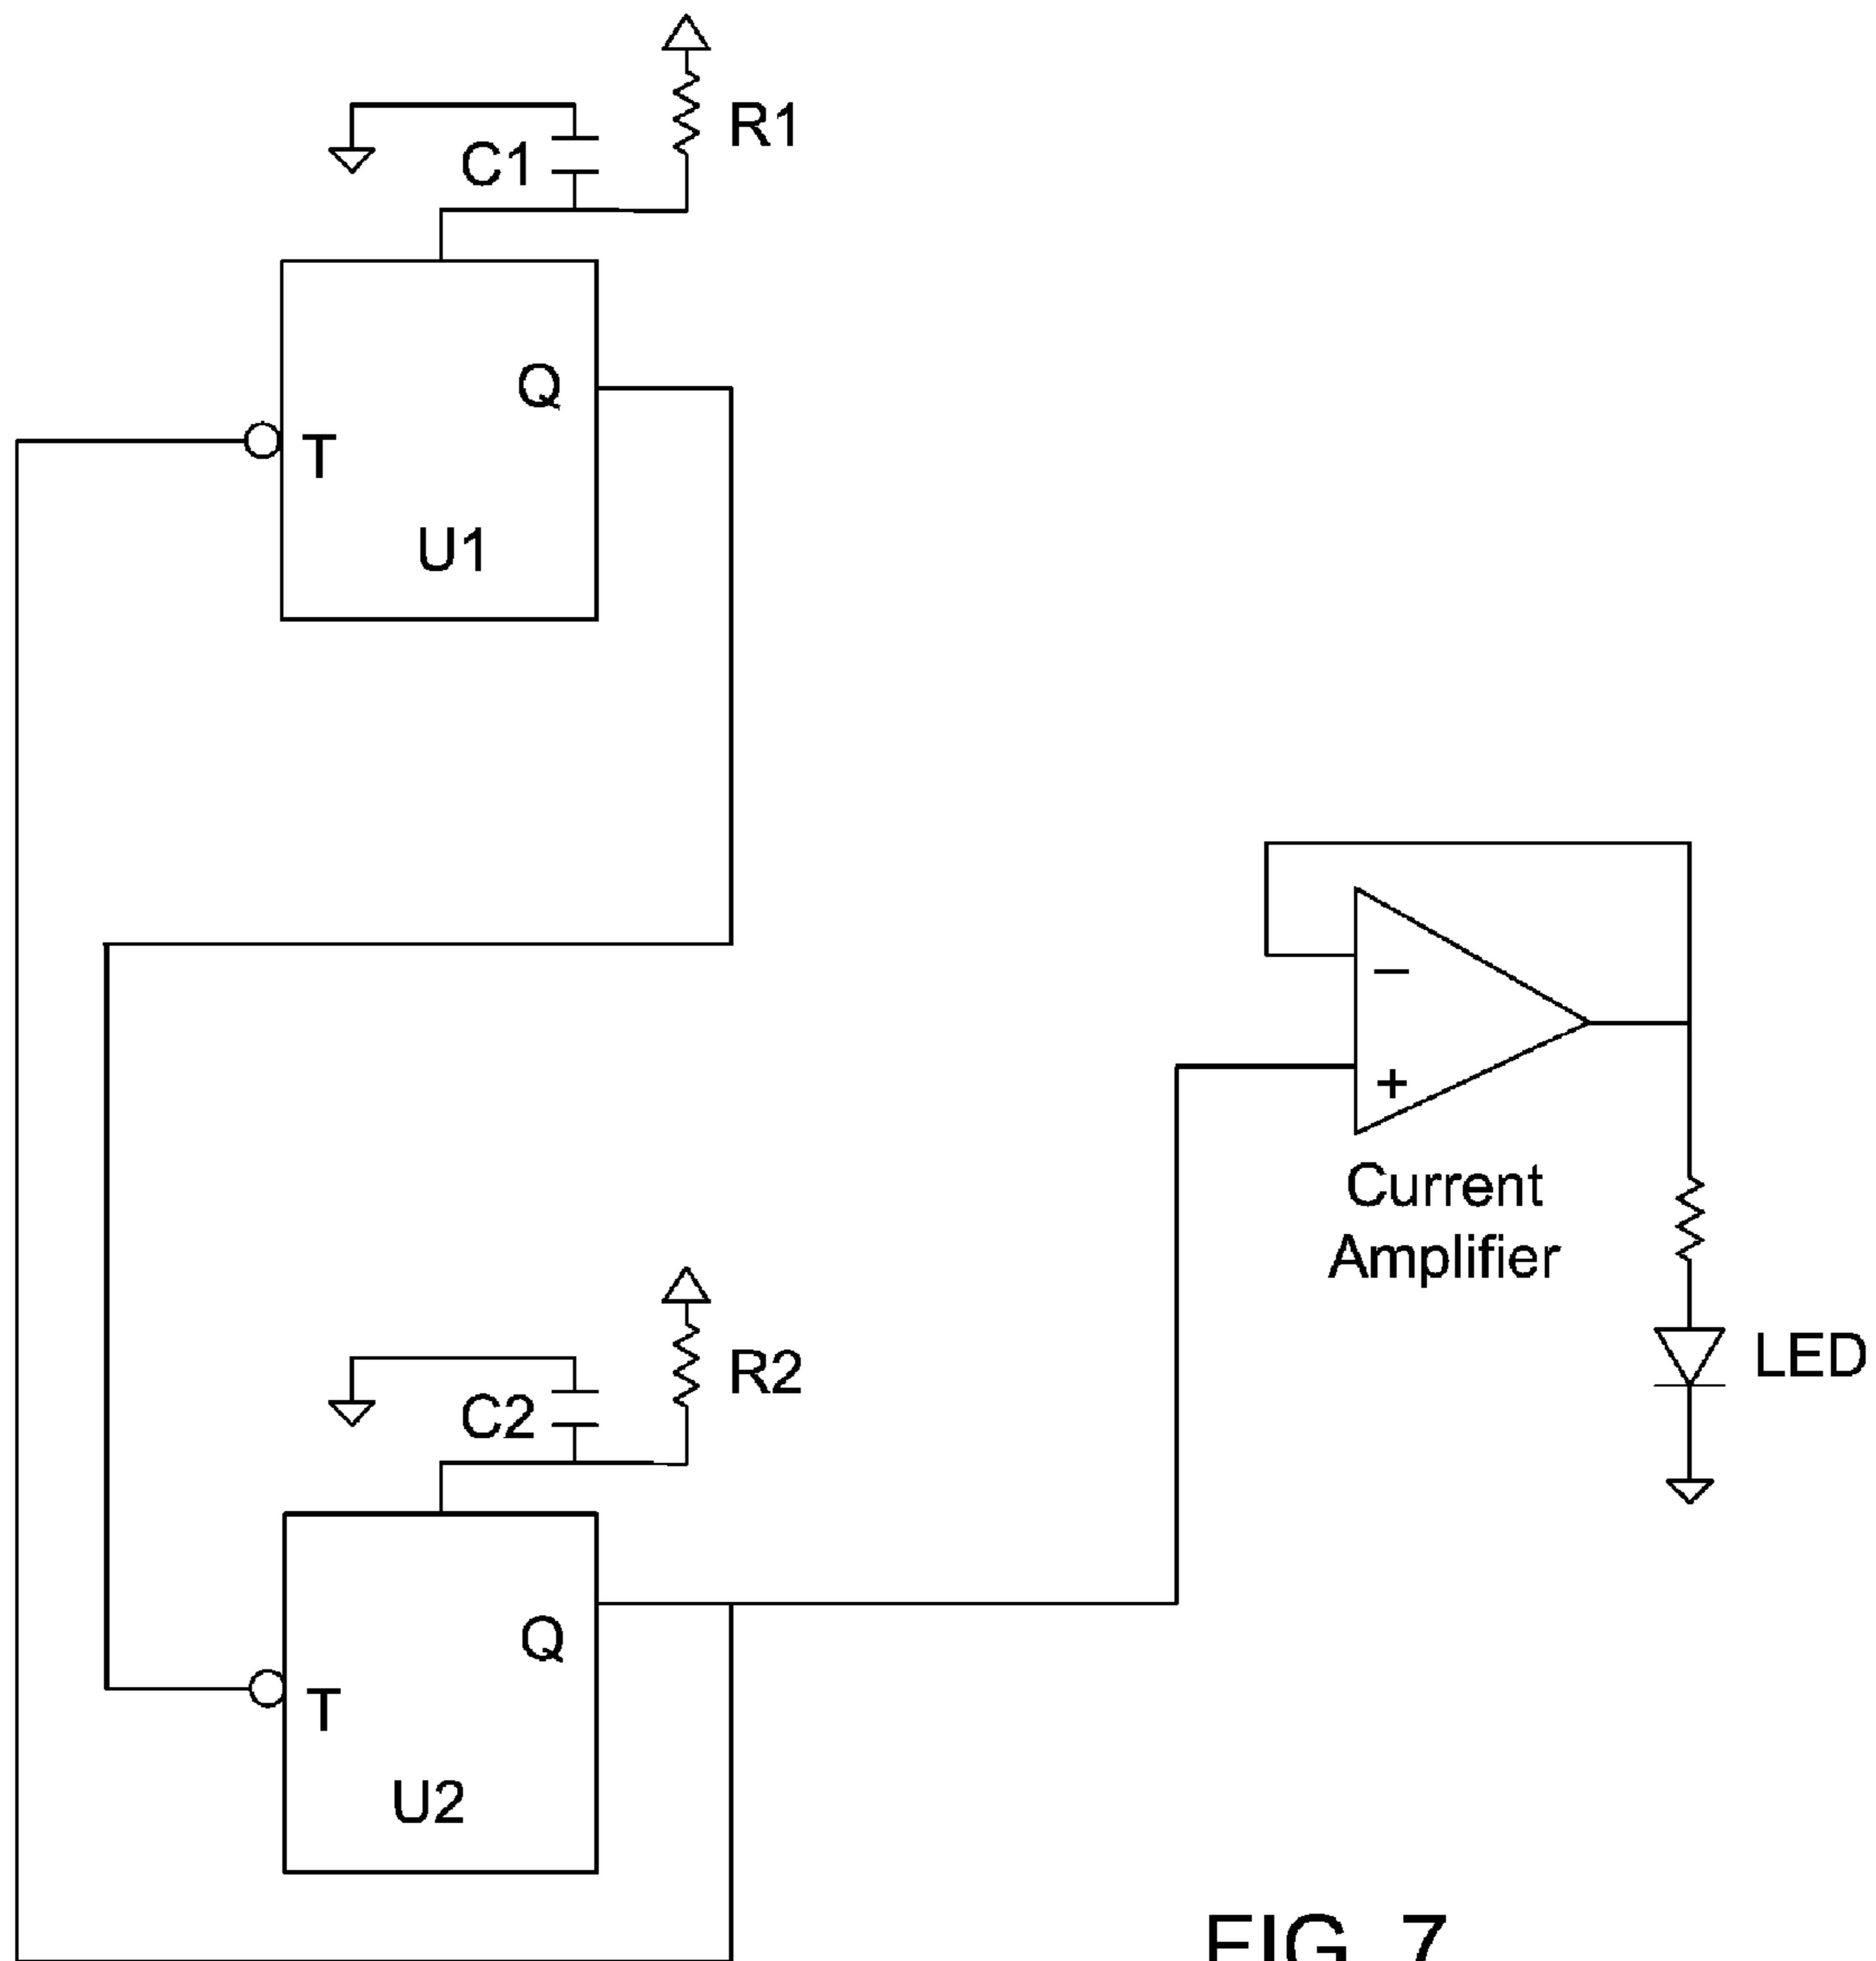 R1
C1
Q
T
U1
−
+
Current
Amplifier
R2
LED
C2
Q
T
U2
FIG. 7